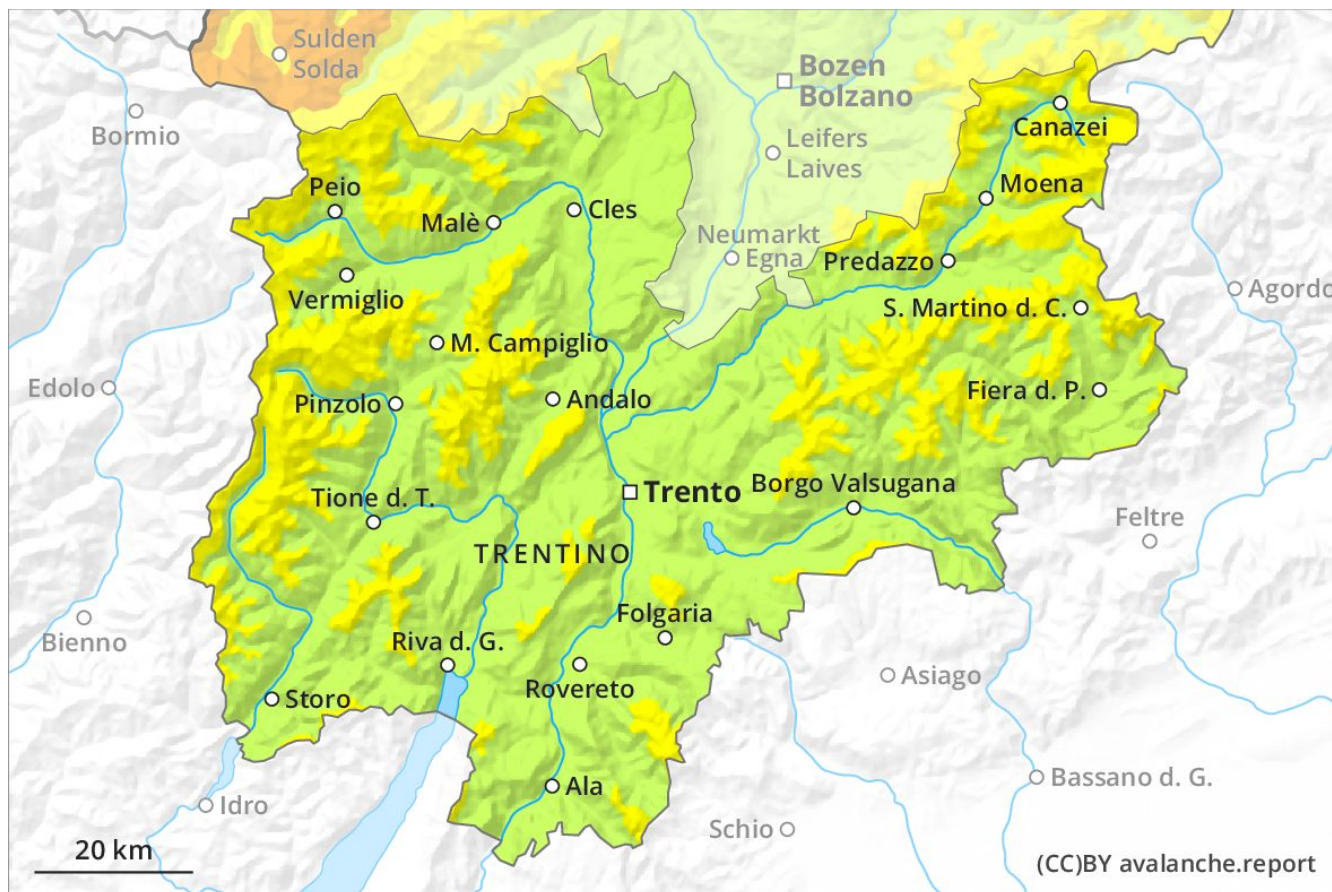 Sulden
Solda
Bozen
Bolzano
Bormio
Canazei
Leifers
Laives
Peio
Moena
Malè
Cles
Neumarkt
Egna
Predazzo
Vermiglio
Agordo
S. Martino d. C.
M. Campiglio
Edolo
Pinzolo
Andalo
Fiera d. P.
Trento
Borgo Valsugana
Tione d. T.
Feltre
TRENTINO
Bienno
Folgaria
Riva d. G.
Asiago
Rovereto
Storo
Bassano d. G.
Ala
Idro
Schio
20 km
(CC)BY avalanche.report